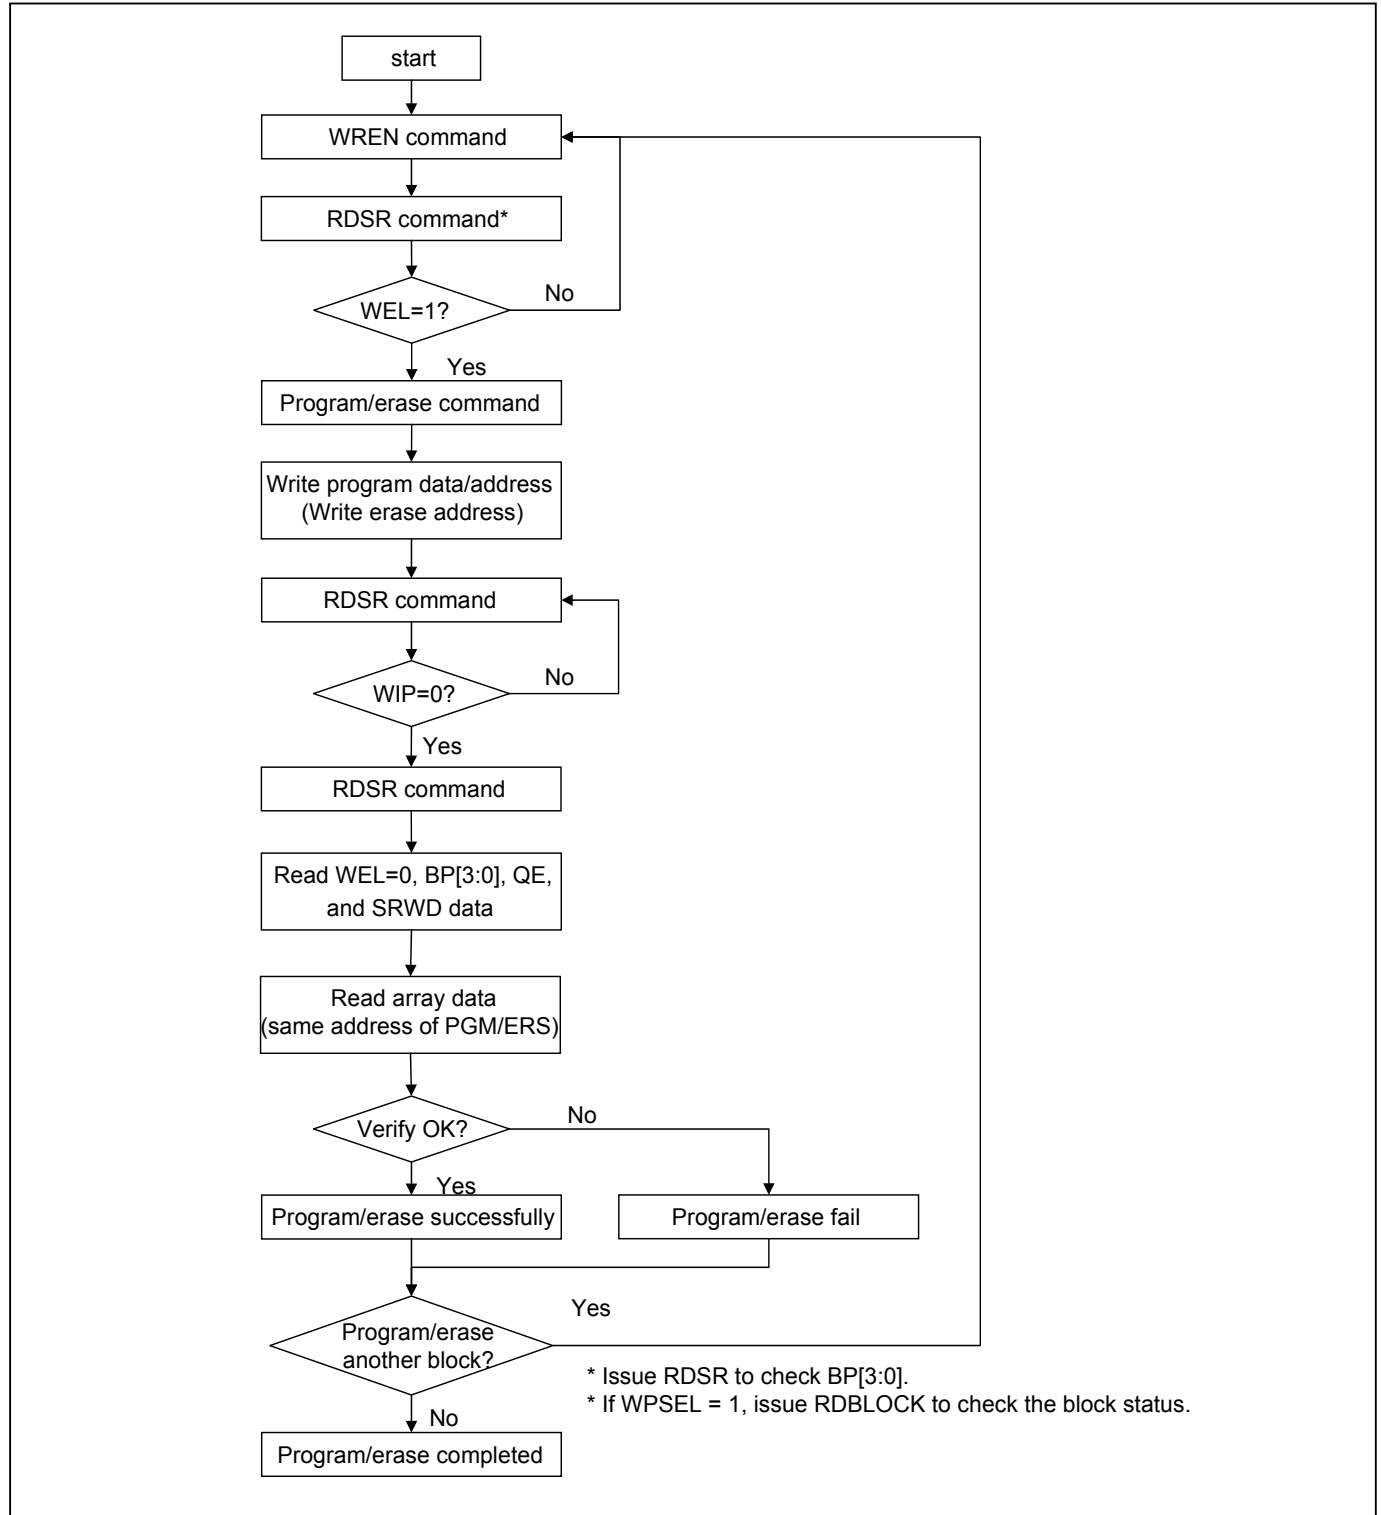 start
WREN command
RDSR command*
WEL=1?
No
Yes
Program/erase command
Write program data/address
(Write erase address)
RDSR command
WIP=0?
No
Yes
RDSR command
Read WEL=0, BP[3:0], QE,
and SRWD data
Read array data
(same address of PGM/ERS)
Verify OK?
No
Yes
Program/erase successfully
Program/erase fail
Yes
Program/erase
another block?
* Issue RDSR to check BP[3:0].
* If WPSEL = 1, issue RDBLOCK to check the block status.
No
Program/erase completed